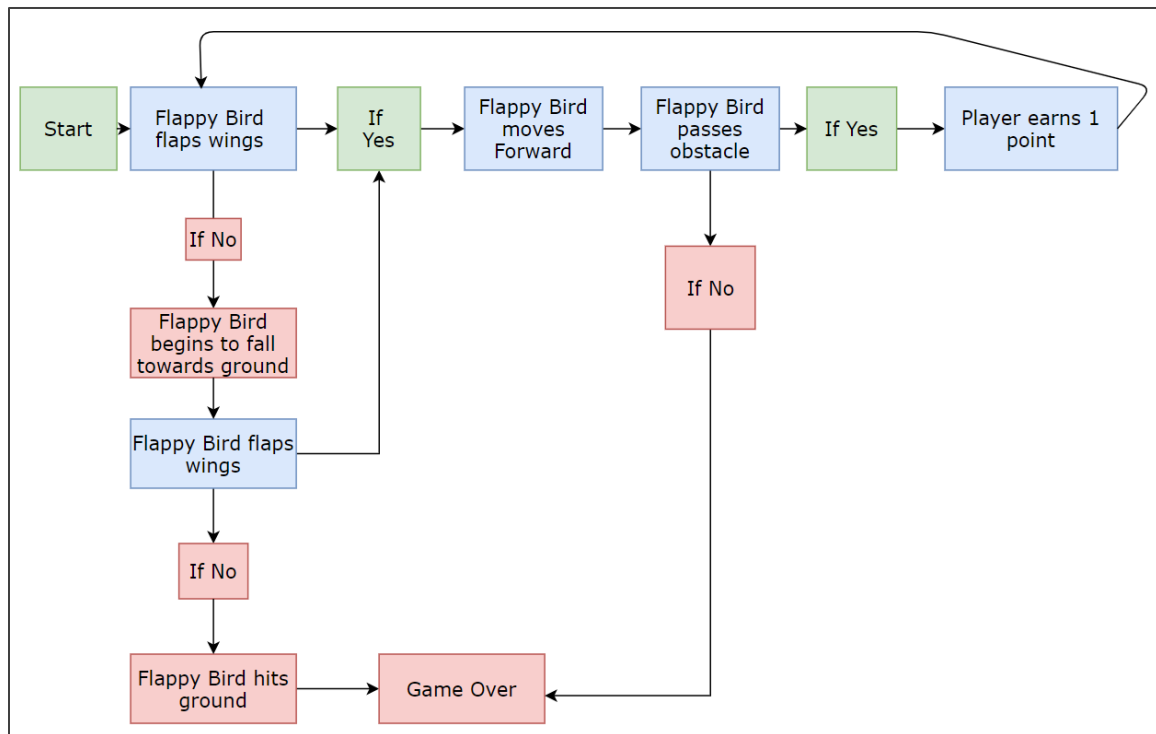 Start
Flappy Bird
flaps wings
If
Yes
Flappy Bird
moves
Forward
Flappy Bird
passes
obstacle
If Yes
Player earns 1
point
If No
If No
Flappy Bird
begins to fall
towards ground
Flappy Bird flaps
wings
If No
Flappy Bird hits
ground
Game Over